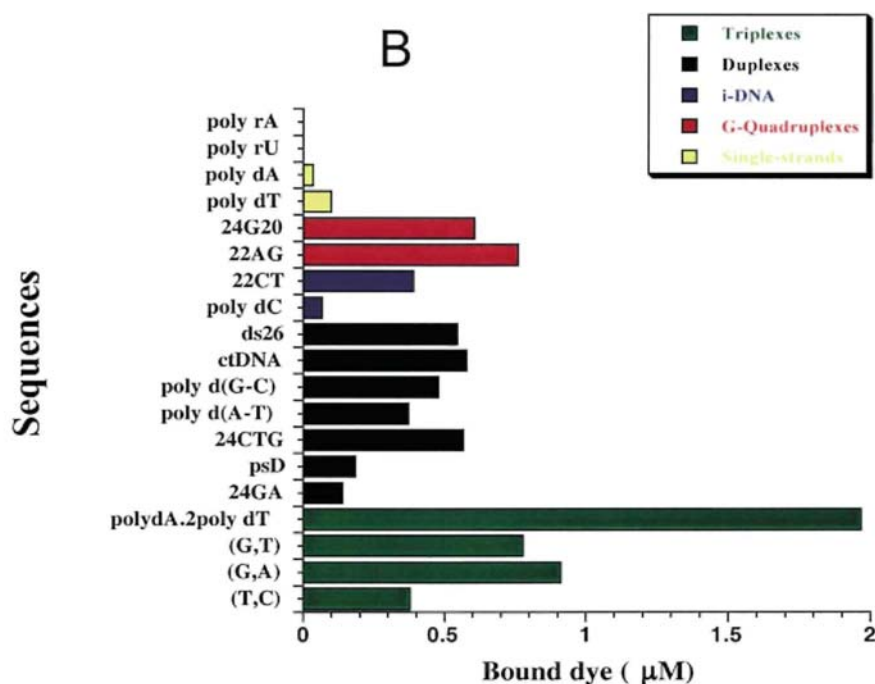 B
Triplexes
Duplexes
i-DNA
G-Quadruplexes
Single-strands
Sequences
poly rA
poly rU
poly dA
poly dT
24G20
22AG
22CT
poly dC
ds26
ctDNA
poly d(G-C)
poly d(A-T)
24CTG
psD
24GA
polydA.2poly dT
(G,T)
(G,A)
(T,C)
0 0.5 1 1.5 2
Bound dye ( μM)